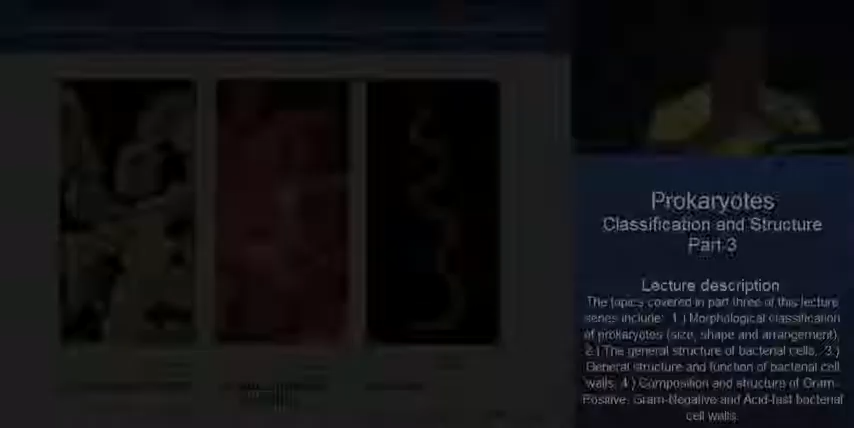 Prokaryotes
Classification and Structure
Part 3
Lecture description
The topics covered in part three of this lecture
series include: 1.) Morphological classification
of prokaryotes (size, shape and arrangement),
2.) The general structure of bacterial cells, 3.)
General structure and function of bacterial cell
walls, 4.) Composition and structure of Gram-
Positive, Gram-Negative and Acid-fast bacterial
cell walls.